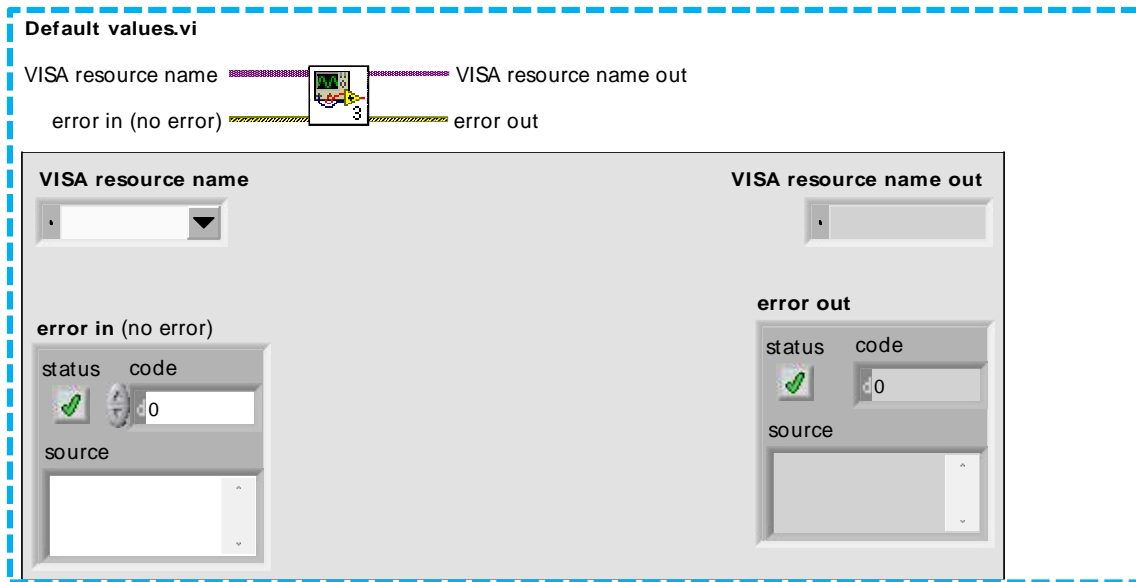 Default values.vi
VISA resource name
VISA resource name out
3
error in (no error)
error out
VISA resource name
VISA resource name out
error in (no error)
error out
status code
d 0
source
status code
d 0
source